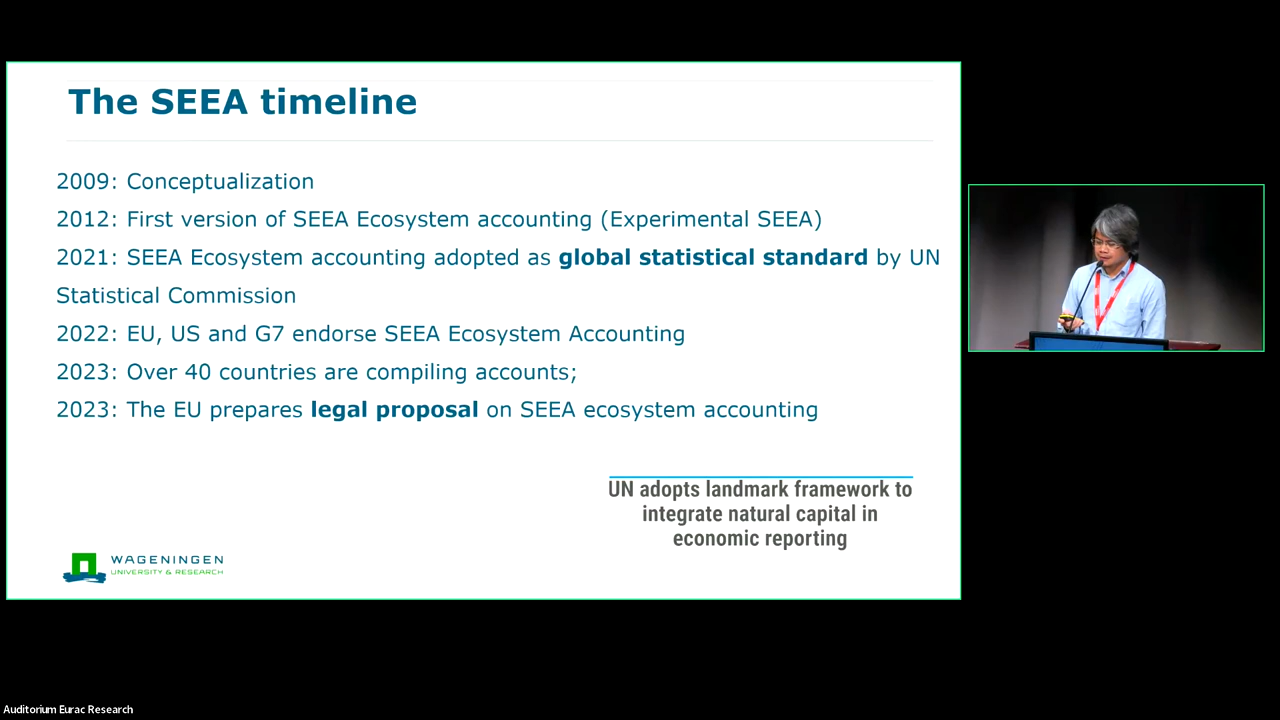 The SEEA timeline
2009: Conceptualization
2012: First version of SEEA Ecosystem accounting (Experimental SEEA)
2021: SEEA Ecosystem accounting adopted as global statistical standard by UN
Statistical Commission
2022: EU, US and G7 endorse SEEA Ecosystem Accounting
2023: Over 40 countries are compiling accounts;
2023: The EU prepares legal proposal on SEEA ecosystem accounting
UN adopts landmark framework to
integrate natural capital in
economic reporting
WAGENINGEN
UNIVERSITY & RESEARCH
Auditorium Eurac Research